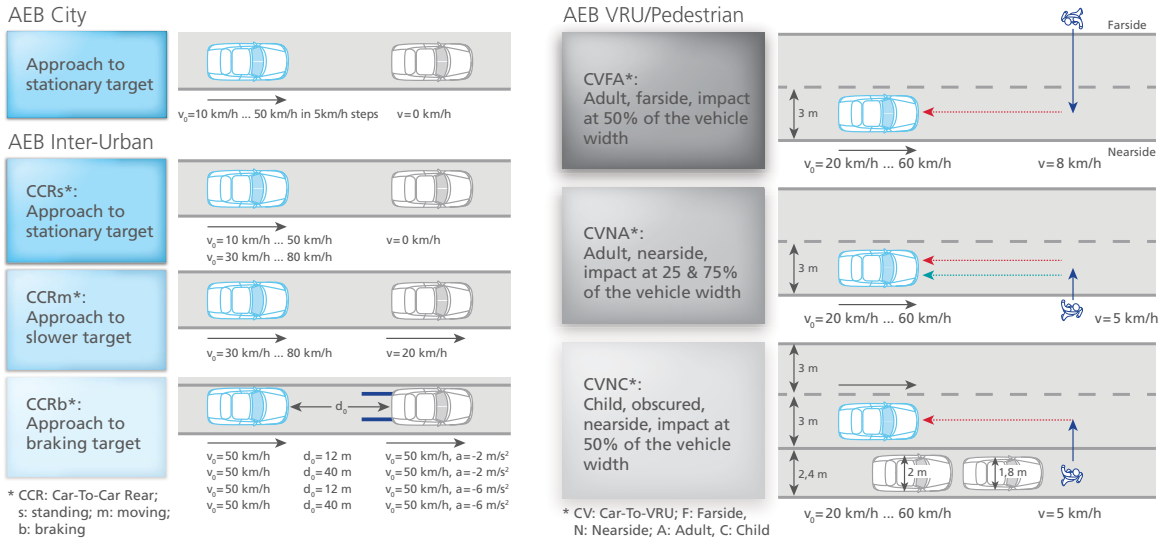 AEB City
Approach to
stationary target
v₀=10 km/h ... 50 km/h in 5km/h steps
v=0 km/h
AEB Inter-Urban
CCRs*:
Approach to
stationary target
v₀=10 km/h ... 50 km/h
v=0 km/h
v₀=30 km/h ... 80 km/h
CCRm*:
Approach to
slower target
v₀=30 km/h ... 80 km/h
v=20 km/h
CCRb*:
Approach to
braking target
d₀
v₀=50 km/h d₀=12 m v₀=50 km/h, a=-2 m/s²
v₀=50 km/h d₀=40 m v₀=50 km/h, a=-2 m/s²
v₀=50 km/h d₀=12 m v₀=50 km/h, a=-6 m/s²
v₀=50 km/h d₀=40 m v₀=50 km/h, a=-6 m/s²
* CCR: Car-To-Car Rear;
s: standing; m: moving;
b: braking
AEB VRU/Pedestrian
CVFA*:
Adult, farside, impact
at 50% of the vehicle
width
Farside
3 m
Nearside
v₀=20 km/h ... 60 km/h
v=8 km/h
CVNA*:
Adult, nearside,
impact at 25 & 75%
of the vehicle width
3 m
v₀=20 km/h ... 60 km/h
v=5 km/h
CVNC*:
Child, obscured,
nearside, impact at
50% of the vehicle
width
3 m
3 m
2,4 m
2 m
1,8 m
v₀=20 km/h ... 60 km/h
v=5 km/h
* CV: Car-To-VRU; F: Farside,
N: Nearside; A: Adult, C: Child